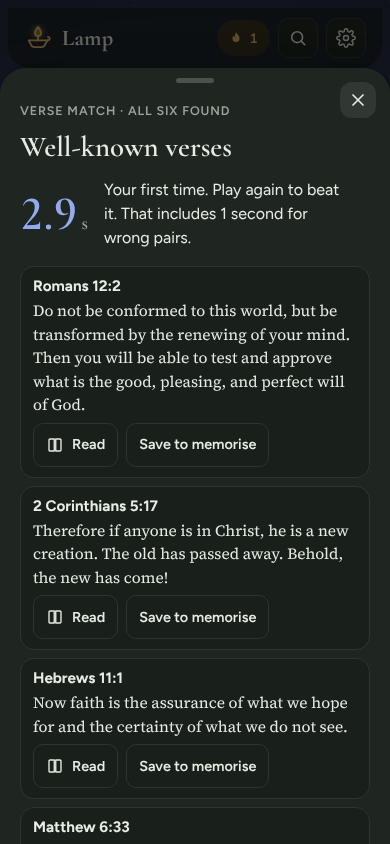 Lamp
1
VERSE MATCH · ALL SIX FOUND
Well-known verses
2.9 s
Your first time. Play again to beat
it. That includes 1 second for
wrong pairs.
Romans 12:2
Do not be conformed to this world, but be
transformed by the renewing of your mind.
Then you will be able to test and approve
what is the good, pleasing, and perfect will
of God.
Read
Save to memorise
2 Corinthians 5:17
Therefore if anyone is in Christ, he is a new
creation. The old has passed away. Behold,
the new has come!
Read
Save to memorise
Hebrews 11:1
Now faith is the assurance of what we hope
for and the certainty of what we do not see.
Read
Save to memorise
Matthew 6:33